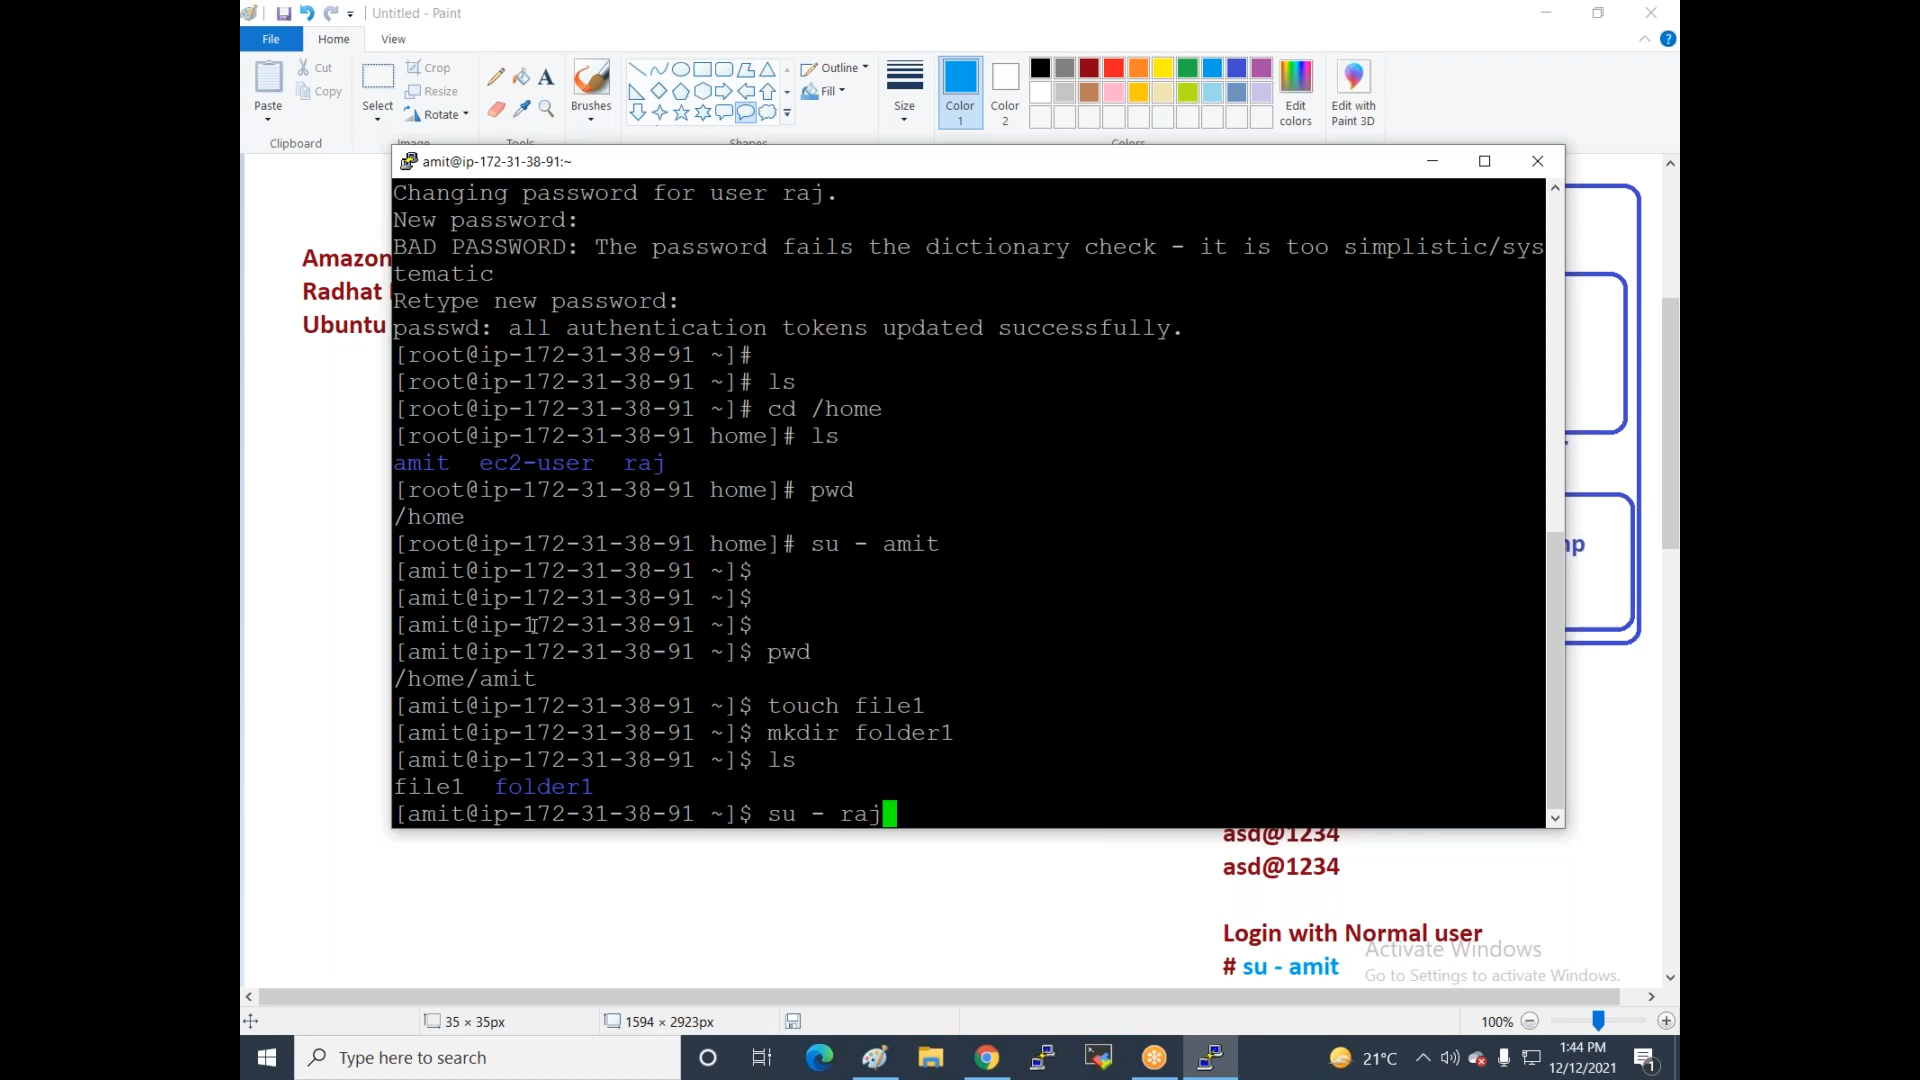 Untitled - Paint
File Home View
Paste
Cut
Copy
Clipboard
Select
Crop
Resize
Rotate
Image
Tools
Brushes
Shapes
Outline
Fill
Size
Color 1
Color 2
Colors
Edit colors
Edit with Paint 3D
amit@ip-172-31-38-91:~
Changing password for user raj.
New password:
BAD PASSWORD: The password fails the dictionary check - it is too simplistic/sys
tematic
Retype new password:
passwd: all authentication tokens updated successfully.
[root@ip-172-31-38-91 ~]#
[root@ip-172-31-38-91 ~]# ls
[root@ip-172-31-38-91 ~]# cd /home
[root@ip-172-31-38-91 home]# ls
amit ec2-user raj
[root@ip-172-31-38-91 home]# pwd
/home
[root@ip-172-31-38-91 home]# su - amit
[amit@ip-172-31-38-91 ~]$
[amit@ip-172-31-38-91 ~]$
[amit@ip-172-31-38-91 ~]$
[amit@ip-172-31-38-91 ~]$ pwd
/home/amit
[amit@ip-172-31-38-91 ~]$ touch file1
[amit@ip-172-31-38-91 ~]$ mkdir folder1
[amit@ip-172-31-38-91 ~]$ ls
file1 folder1
[amit@ip-172-31-38-91 ~]$ su - raj
Amazon
Radhat
Ubuntu
asd@1234
asd@1234
Login with Normal user
# su - amit
Activate Windows
Go to Settings to activate Windows.
35 × 35px
1594 × 2923px
100%
Type here to search
21°C
1:44 PM
12/12/2021
1